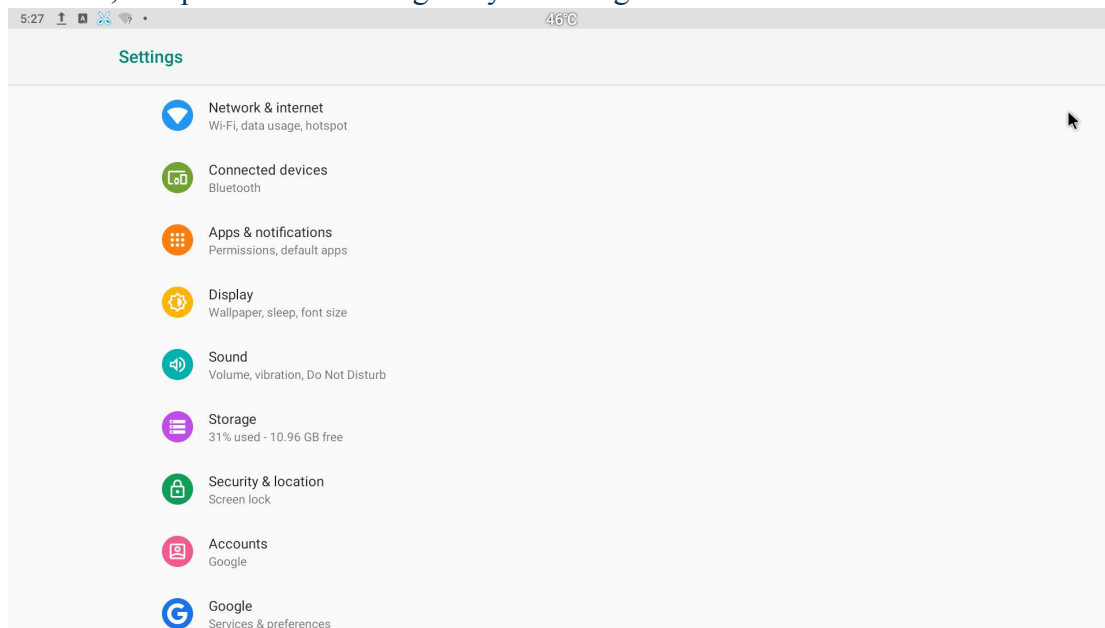 5:27
46°C
Settings
Network & internet
Wi-Fi, data usage, hotspot
Connected devices
Bluetooth
Apps & notifications
Permissions, default apps
Display
Wallpaper, sleep, font size
Sound
Volume, vibration, Do Not Disturb
Storage
31% used - 10.96 GB free
Security & location
Screen lock
Accounts
Google
Google
Services & preferences